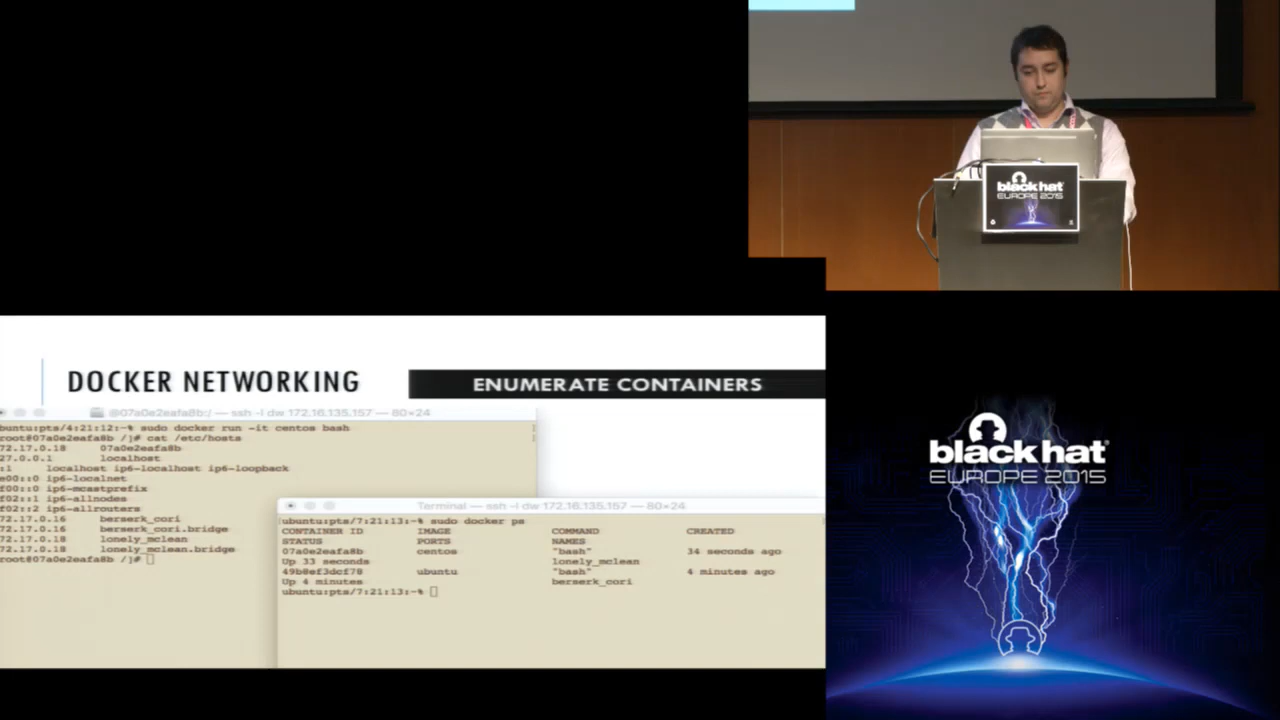 black hat
EUROPE 2015
DOCKER NETWORKING
ENUMERATE CONTAINERS
@07a0e2eafa8b:/ — ssh -l dw 172.16.135.157 — 80×24
buntu:pts/4:21:12:~% sudo docker run -it centos bash
root@07a0e2eafa8b /]# cat /etc/hosts
72.17.0.18 07a0e2eafa8b
27.0.0.1 localhost
:1 localhost ip6-localhost ip6-loopback
e00::0 ip6-localnet
f00::0 ip6-mcastprefix
f02::1 ip6-allnodes
f02::2 ip6-allrouters
72.17.0.16 berserk_cori
72.17.0.16 berserk_cori.bridge
72.17.0.18 lonely_mclean
72.17.0.18 lonely_mclean.bridge
root@07a0e2eafa8b /]#
Terminal — ssh -l dw 172.16.135.157 — 80×24
ubuntu:pts/7:21:13:~% sudo docker ps
CONTAINER ID IMAGE COMMAND CREATED
STATUS PORTS NAMES
07a0e2eafa8b centos "bash" 34 seconds ago
Up 33 seconds lonely_mclean
49b8ef3dcf78 ubuntu "bash" 4 minutes ago
Up 4 minutes berserk_cori
ubuntu:pts/7:21:13:~%
black hat
EUROPE 2015